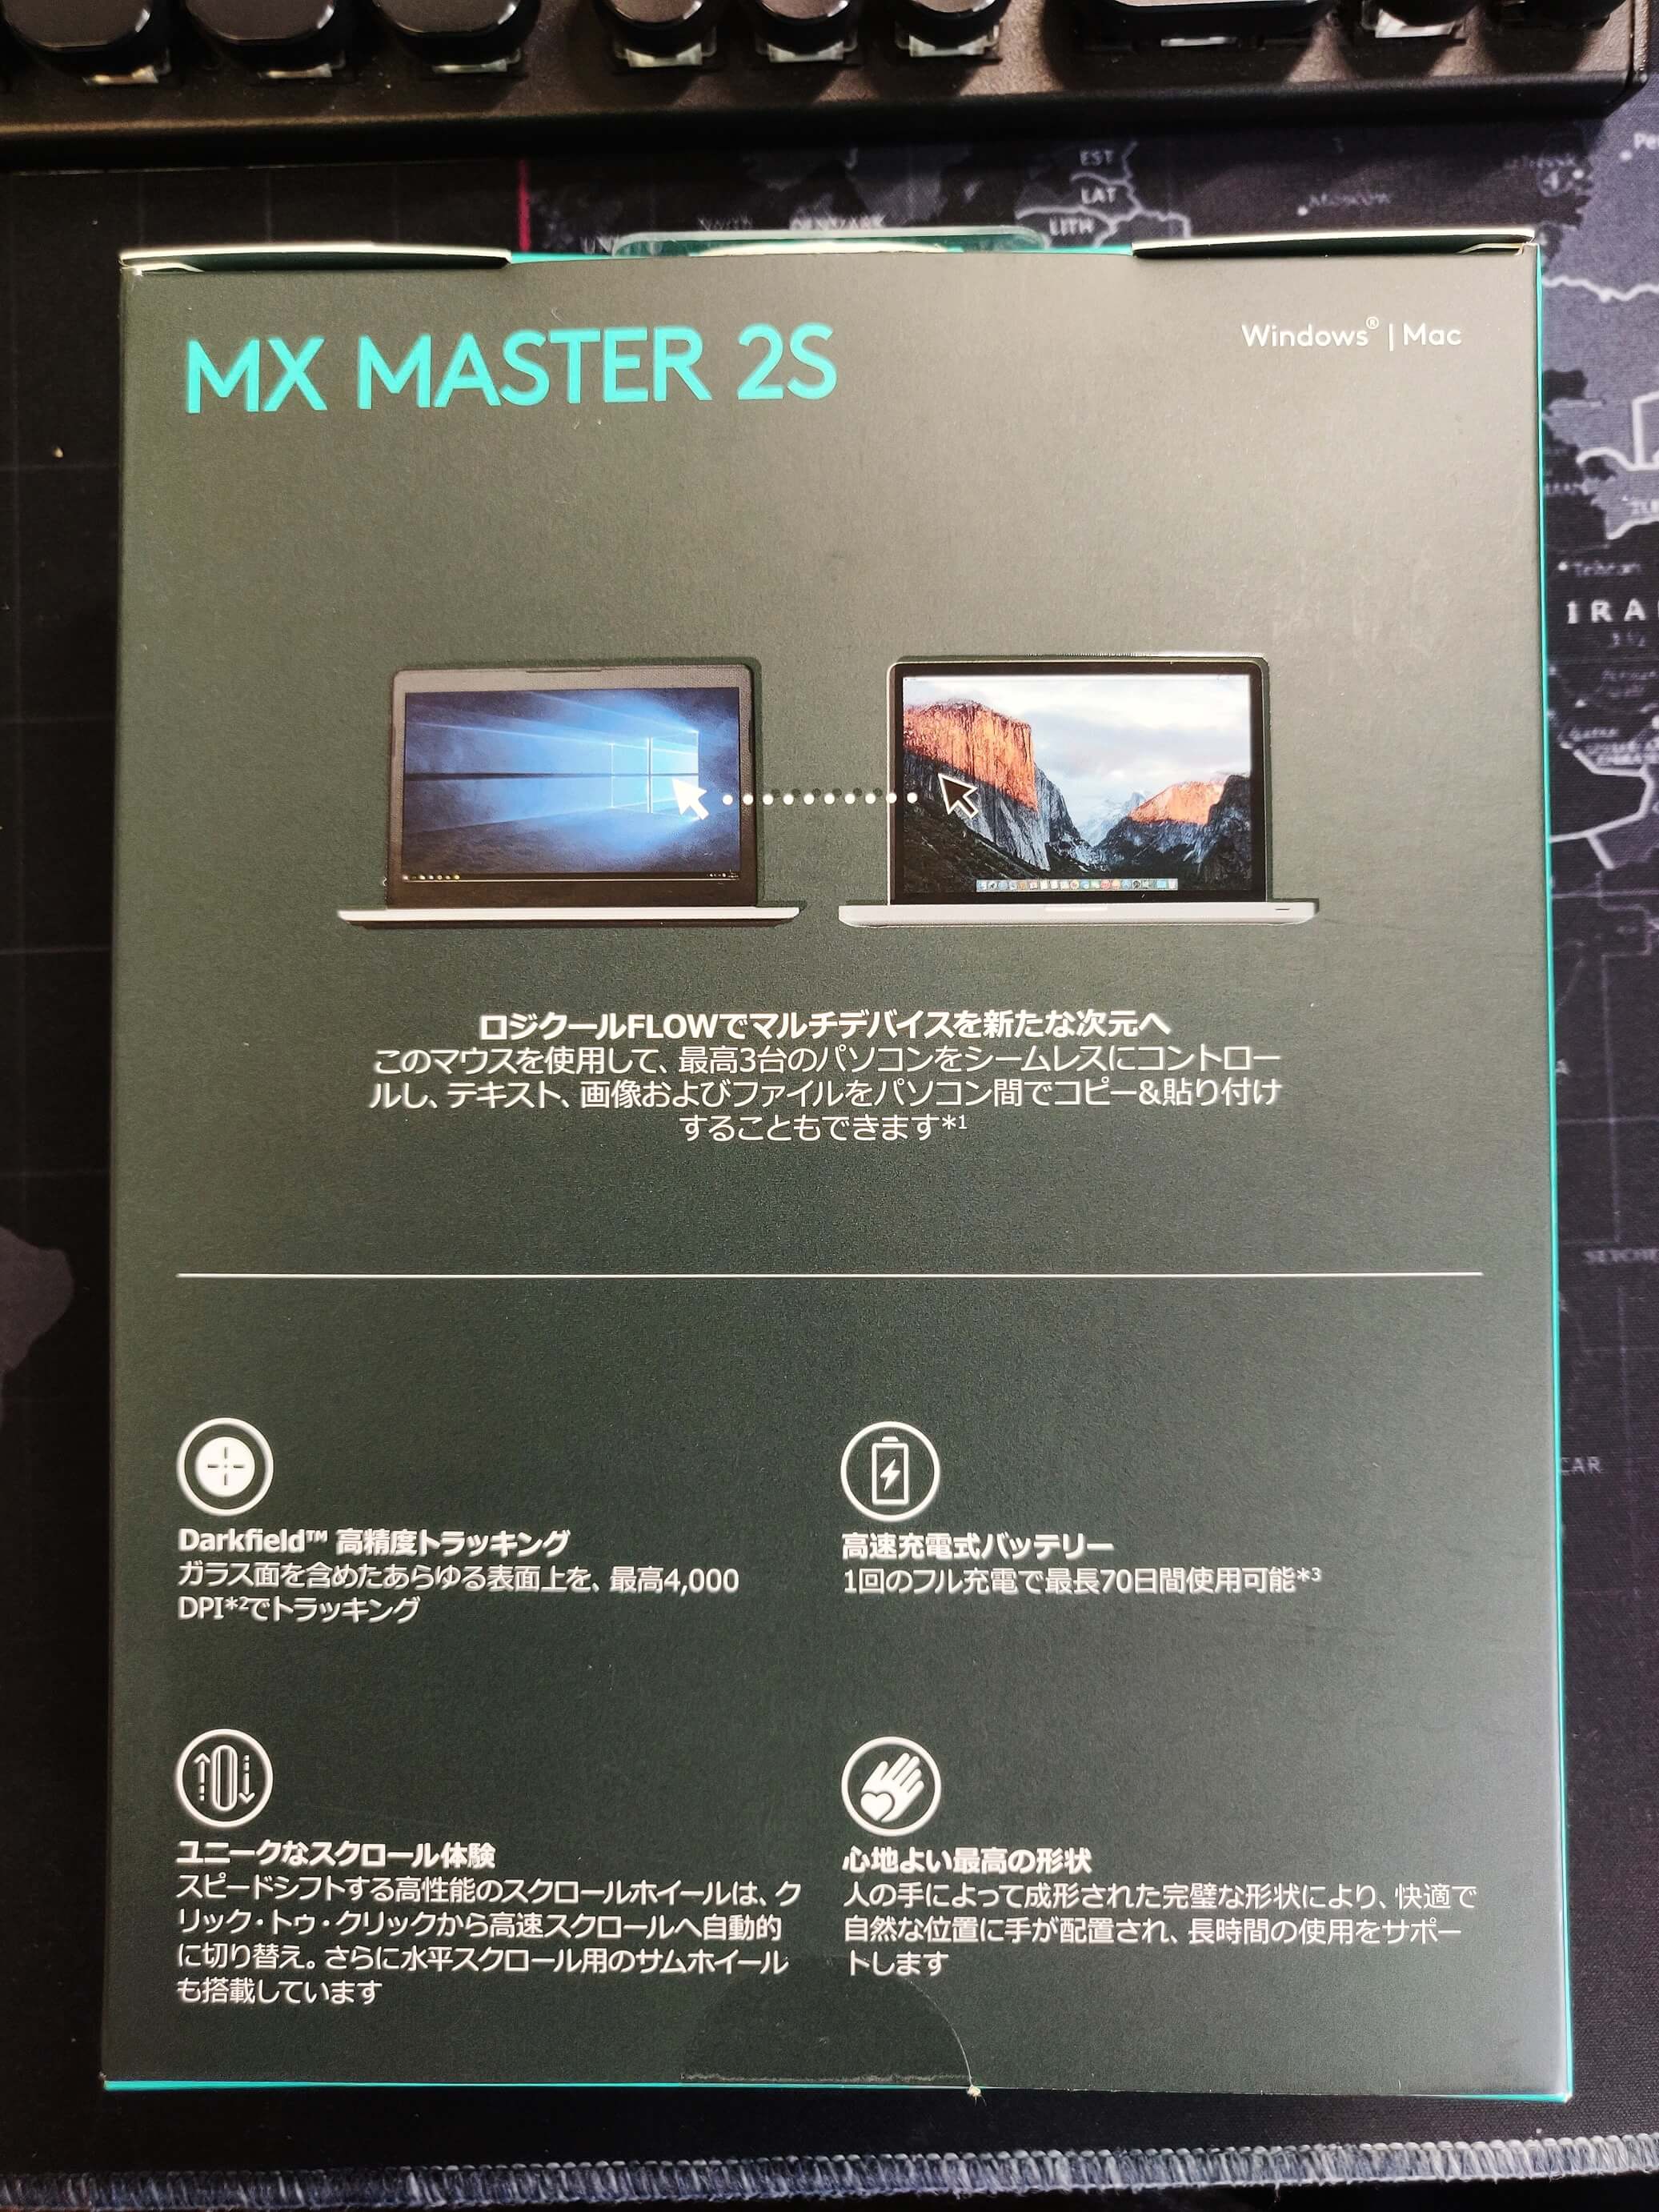 EST
LAT
LITH
Moscow
MX MASTER 2S
Windows® | Mac
Tehran
IRA
ロジクールFLOWでマルチデバイスを新たな次元へ
このマウスを使用して、最高3台のパソコンをシームレスにコントロー
ルし、テキスト、画像およびファイルをパソコン間でコピー&貼り付け
することもできます*1
Darkfield™ 高精度トラッキング
ガラス面を含めたあらゆる表面上を、最高4,000
DPI*2でトラッキング
高速充電式バッテリー
1回のフル充電で最長70日間使用可能*3
ユニークなスクロール体験
スピードシフトする高性能のスクロールホイールは、ク
リック・トゥ・クリックから高速スクロールへ自動的
に切り替え。さらに水平スクロール用のサムホイール
も搭載しています
心地よい最高の形状
人の手によって成形された完璧な形状により、快適で
自然な位置に手が配置され、長時間の使用をサポー
トします